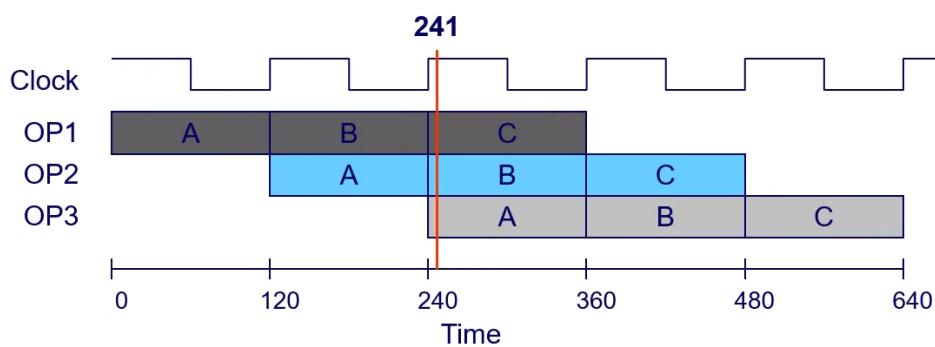 241
Clock
OP1 A B C
OP2 A B C
OP3 A B C
0 120 240 360 480 640
Time